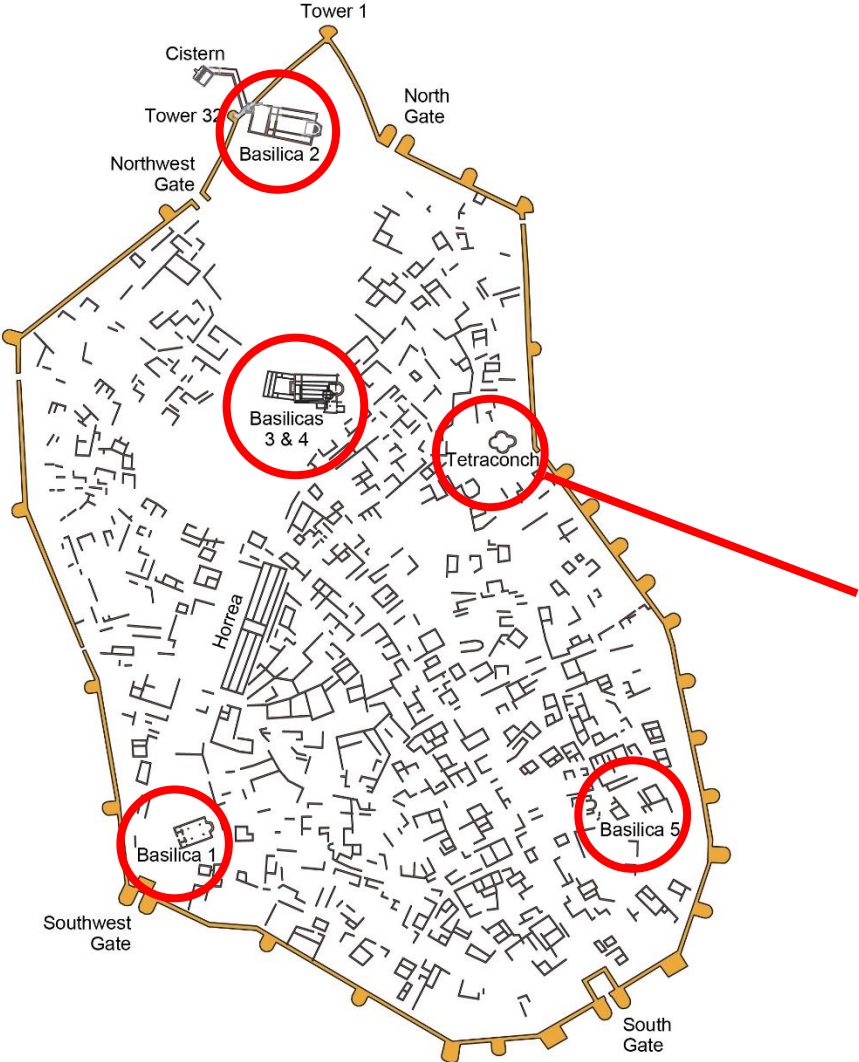 Tower 1
Cistern
North
Gate
Tower 32
Basilica 2
Northwest
Gate
Basilicas
3 & 4
Tetraconch
Horrea
Basilica 5
Basilica 1
Southwest
Gate
South
Gate